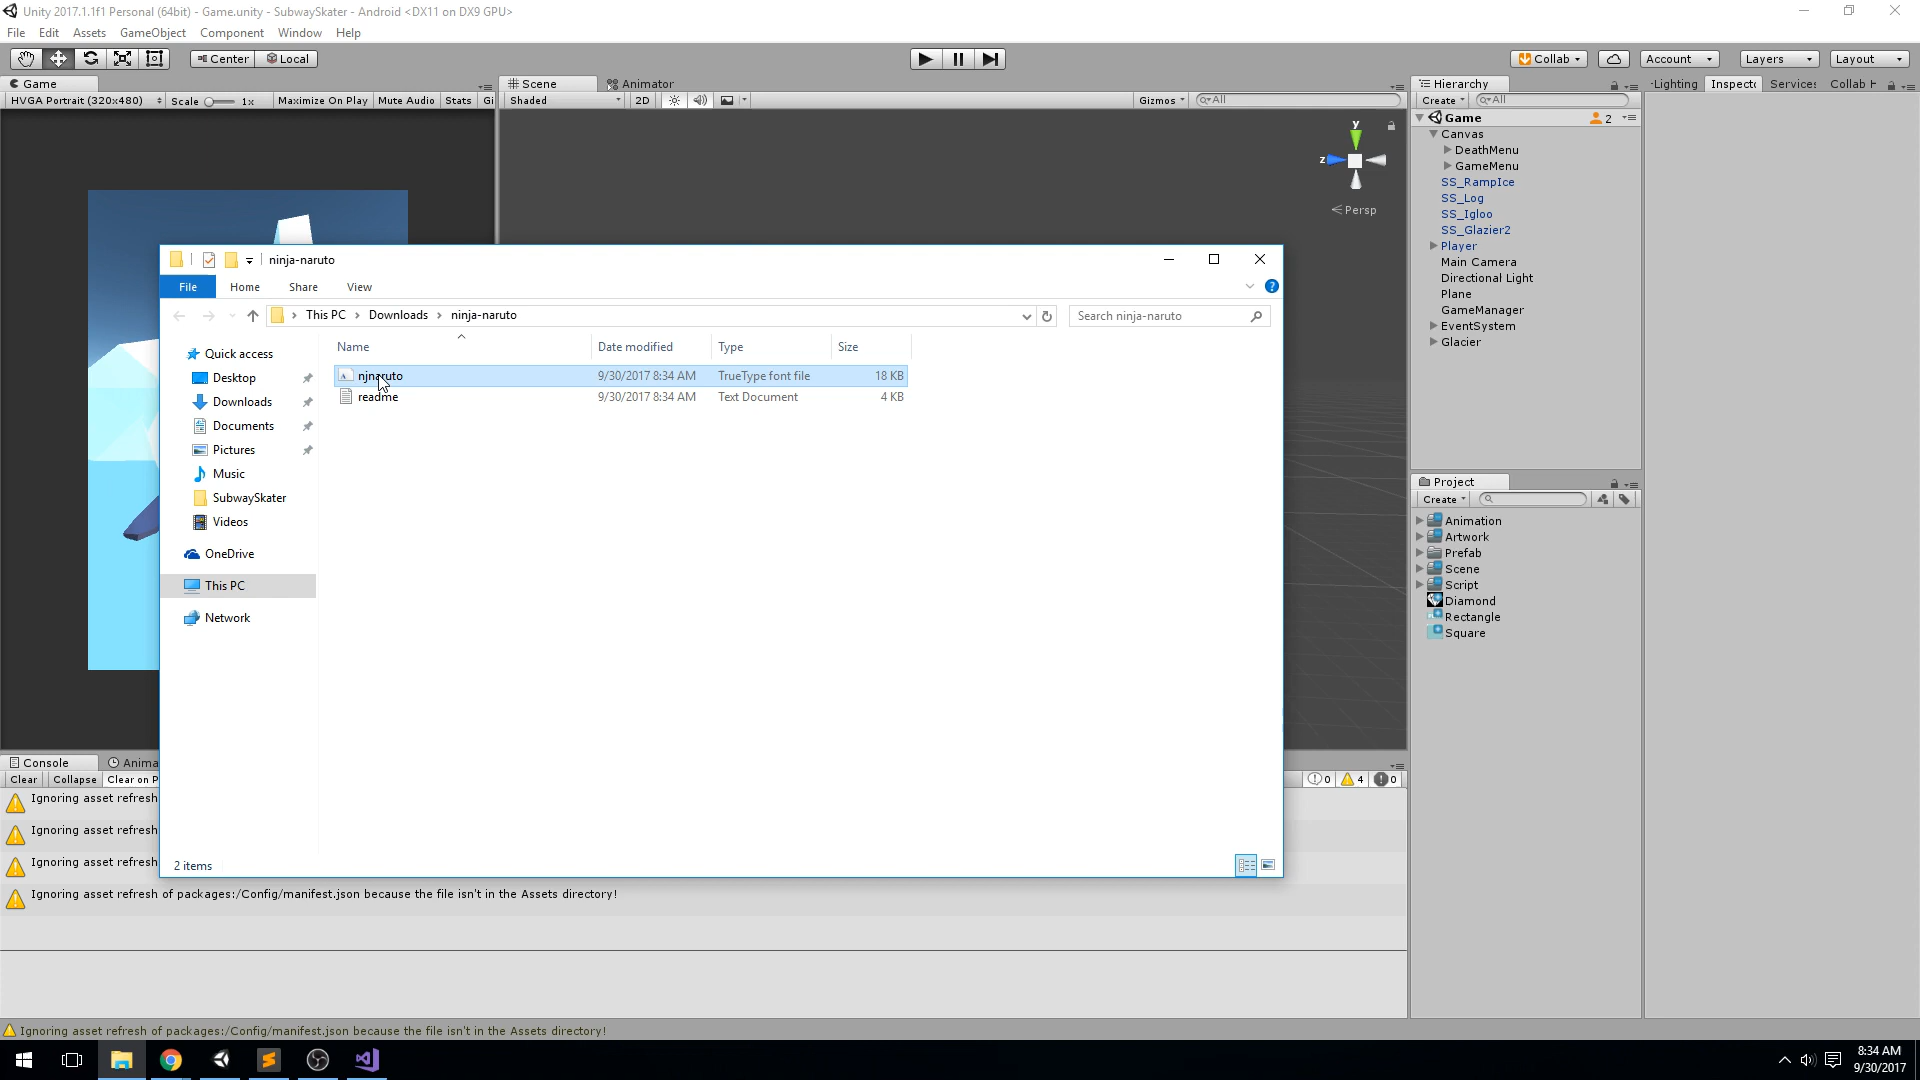 Unity 2017.1.1f1 Personal (64bit) - Game.unity - SubwaySkater - Android <DX11 on DX9 GPU>
File Edit Assets GameObject Component Window Help
Center Local Collab Account Layers Layout
Game Scene Animator Hierarchy Lighting Services Collab H
HVGA Portrait (320x480) Scale 1x Maximize On Play Mute Audio Stats Gi Shaded 2D Gizmos All Create All
Game 2
Canvas
DeathMenu
GameMenu
SS_RampIce
SS_Log
SS_Igloo
SS_Glazier2
Player
Main Camera
Directional Light
Plane
GameManager
EventSystem
Glacier
y
z
Persp
ninja-naruto
File Home Share View
This PC Downloads ninja-naruto Search ninja-naruto
Name Date modified Type Size
njnaruto 9/30/2017 8:34 AM TrueType font file 18 KB
readme 9/30/2017 8:34 AM Text Document 4 KB
Quick access
Desktop
Downloads
Documents
Pictures
Music
SubwaySkater
Videos
OneDrive
This PC
Network
2 items
Project
Create
Animation
Artwork
Prefab
Scene
Script
Diamond
Rectangle
Square
Console Anima
Clear Collapse Clear on P 0 4 0
Ignoring asset refresh
Ignoring asset refresh
Ignoring asset refresh
Ignoring asset refresh of packages:/Config/manifest.json because the file isn't in the Assets directory!
Ignoring asset refresh of packages:/Config/manifest.json because the file isn't in the Assets directory!
8:34 AM
9/30/2017